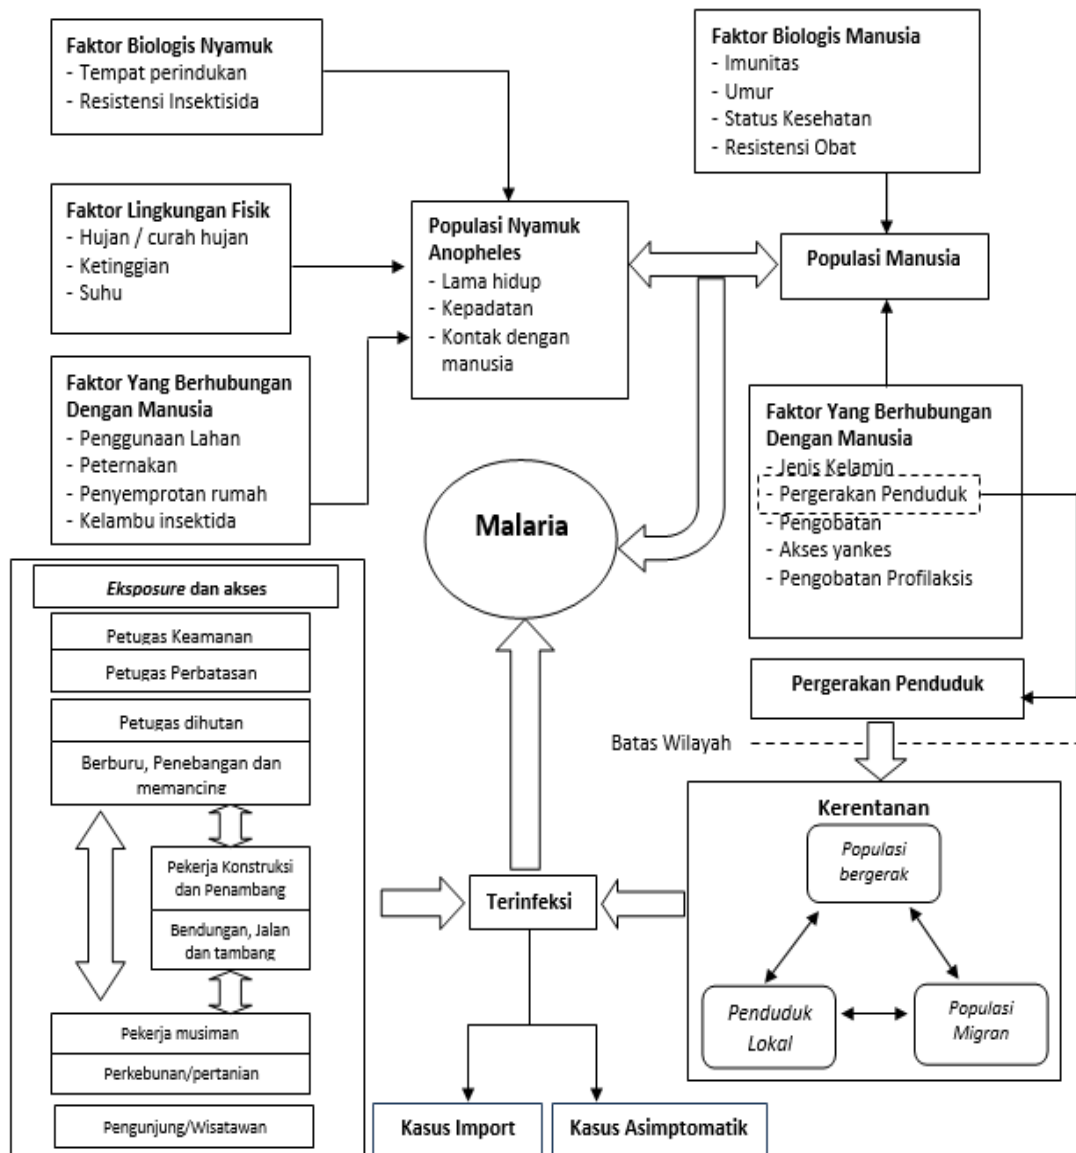 Faktor Biologis Nyamuk
- Tempat perindukan
- Resistensi Insektisida
Faktor Biologis Manusia
- Imunitas
- Umur
- Status Kesehatan
- Resistensi Obat
Faktor Lingkungan Fisik
- Hujan / curah hujan
- Ketinggian
- Suhu
Populasi Nyamuk
Anopheles
- Lama hidup
- Kepadatan
- Kontak dengan
manusia
Populasi Manusia
Faktor Yang Berhubungan
Dengan Manusia
- Penggunaan Lahan
- Peternakan
- Penyemprotan rumah
- Kelambu insektida
Faktor Yang Berhubungan
Dengan Manusia
- Jenis Kelamin
- Pergerakan Penduduk
- Pengobatan
- Akses yankes
- Pengobatan Profilaksis
Malaria
Eksposure dan akses
Petugas Keamanan
Petugas Perbatasan
Petugas dihutan
Berburu, Penebangan dan
memancing
Pekerja Konstruksi
dan Penambang
Bendungan, Jalan
dan tambang
Pekerja musiman
Perkebunan/pertanian
Pengunjung/Wisatawan
Pergerakan Penduduk
Batas Wilayah
Kerentanan
Populasi
bergerak
Penduduk
Lokal
Populasi
Migran
Terinfeksi
Kasus Import
Kasus Asimptomatik